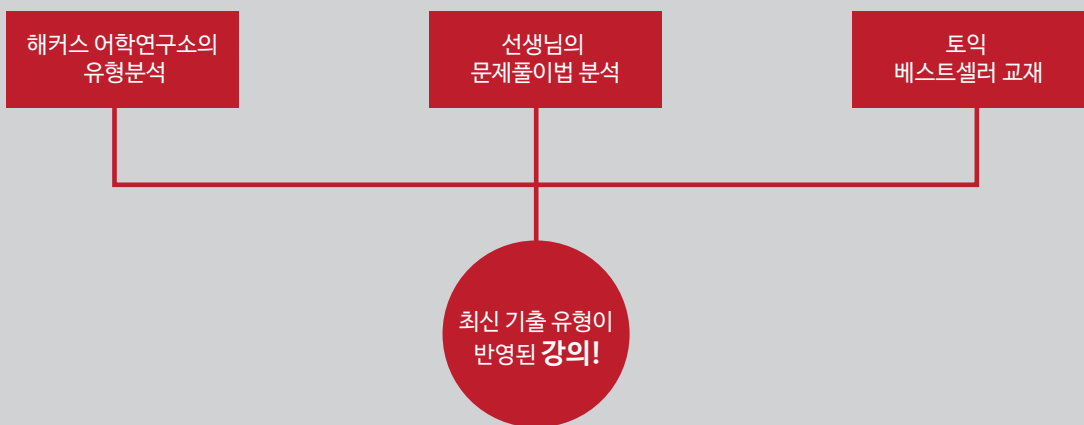 해커스 어학연구소의
유형분석
선생님의
문제풀이법 분석
토익
베스트셀러 교재
최신 기출 유형이
반영된 강의!